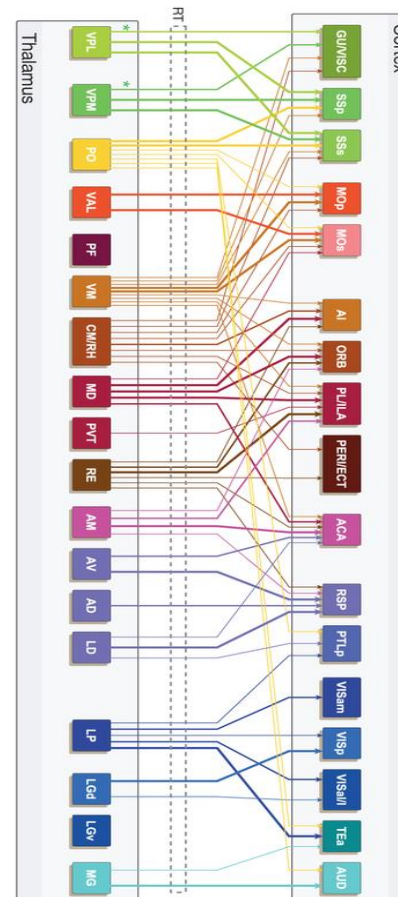 Thalamus
VPL
VPM
PO
VAL
PF
VM
CM/RH
MD
PVT
RE
AM
AV
AD
LD
LP
LGd
LGv
MG
*
*
RT
GU/VISC
SSp
SSs
MOp
MOs
AI
ORB
PL/ILA
PERI/ECT
ACA
RSP
PTLp
VISam
VISp
VISal/l
TEa
AUD